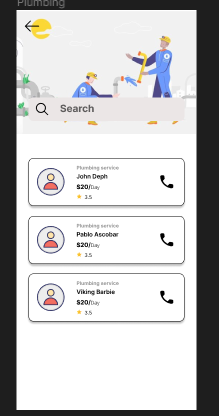 Plumbing
Search
Plumbing service
John Deph
$20/Day
3.5
Plumbing service
Pablo Ascobar
$20/Day
3.5
Plumbing service
Viking Barbie
$20/Day
3.5